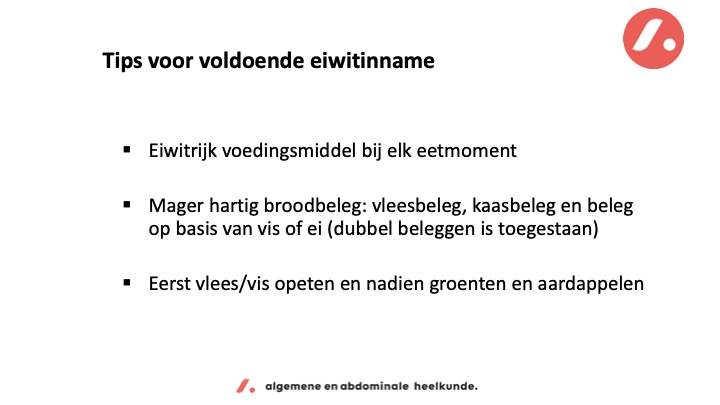 Tips voor voldoende eiwitinname
▪ Eiwitrijk voedingsmiddel bij elk eetmoment
▪ Mager hartig broodbeleg: vleesbeleg, kaasbeleg en beleg
op basis van vis of ei (dubbel beleggen is toegestaan)
▪ Eerst vlees/vis opeten en nadien groenten en aardappelen
algemene en abdominale heelkunde.